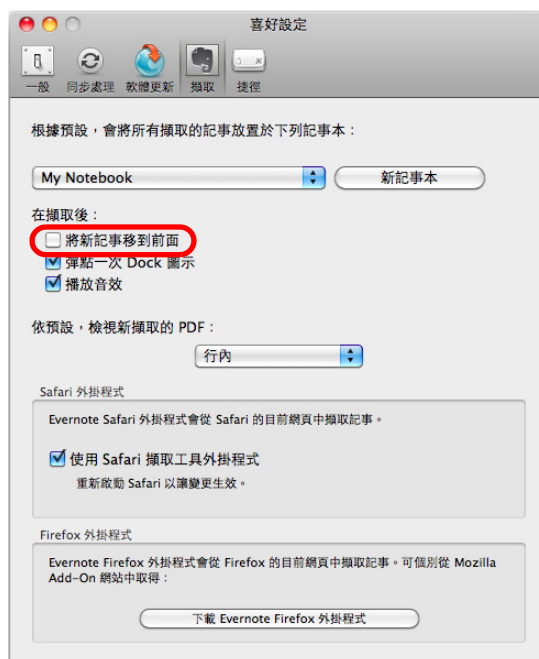 喜好設定
一般 同步處理 軟體更新 擷取 捷徑
根據預設，會將所有擷取的記事放置於下列記事本：
My Notebook 新記事本
在擷取後：
將新記事移到前面
彈點一次 Dock 圖示
播放音效
依預設，檢視新擷取的 PDF：
行內
Safari 外掛程式
Evernote Safari 外掛程式會從 Safari 的目前網頁中擷取記事。
使用 Safari 擷取工具外掛程式
重新啟動 Safari 以讓變更生效。
Firefox 外掛程式
Evernote Firefox 外掛程式會從 Firefox 的目前網頁中擷取記事。可個別從 Mozilla
Add-On 網站中取得：
下載 Evernote Firefox 外掛程式